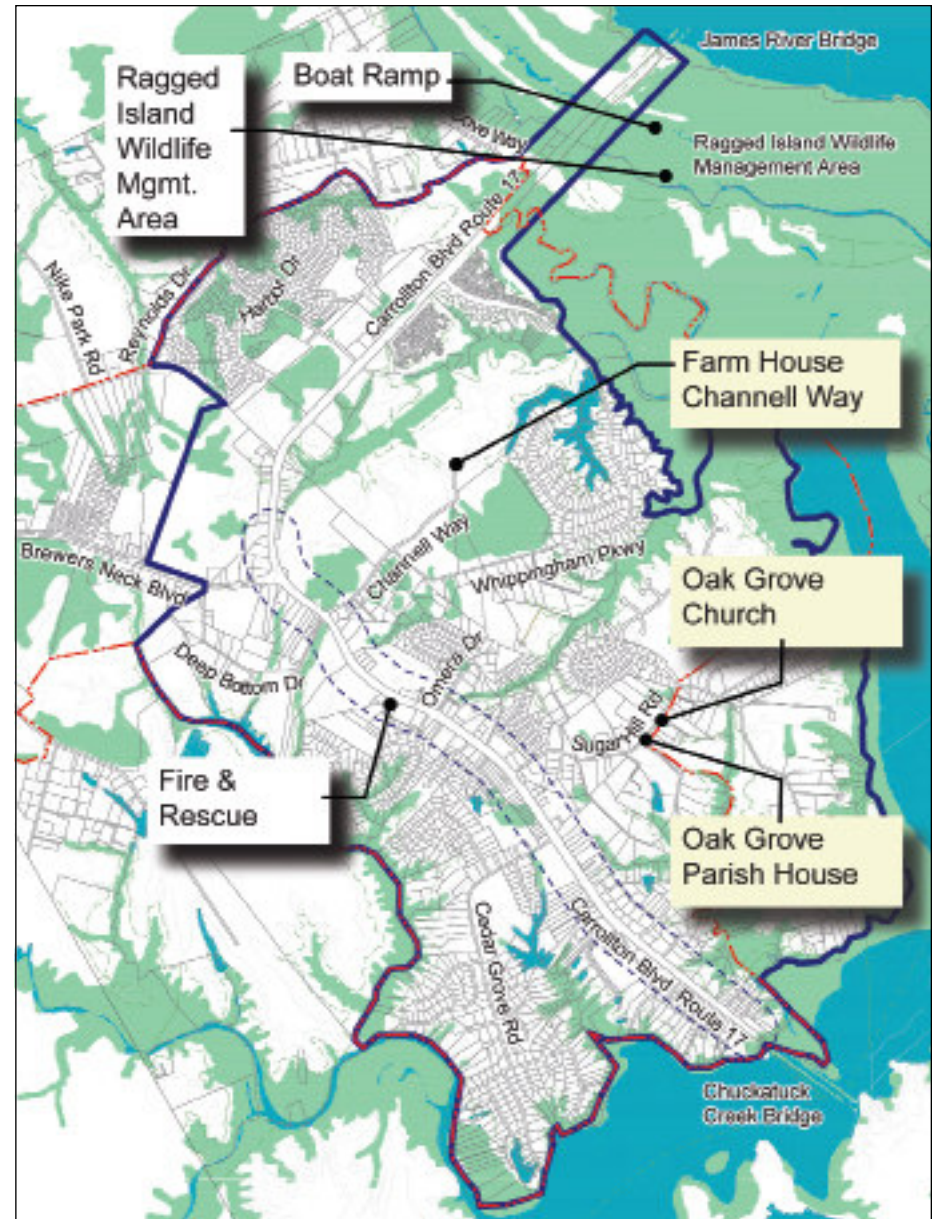 James River Bridge
Boat Ramp
Ragged
Island
Wildlife
Mgmt.
Area
Cove Way
Ragged Island Wildlife
Management Area
Carrollton Blvd Route 17
Nike Park Rd
Reynolds Dr
Harbor Dr
Farm House
Channell Way
Channell Way
Whippingham Pkwy
Brewers Neck Blvd
Deep Bottom Dr
Omera Dr
Oak Grove
Church
Sugarhill Rd
Fire &
Rescue
Oak Grove
Parish House
Cedar Grove Rd
Carrollton Blvd Route 17
Chuckatuck
Creek Bridge